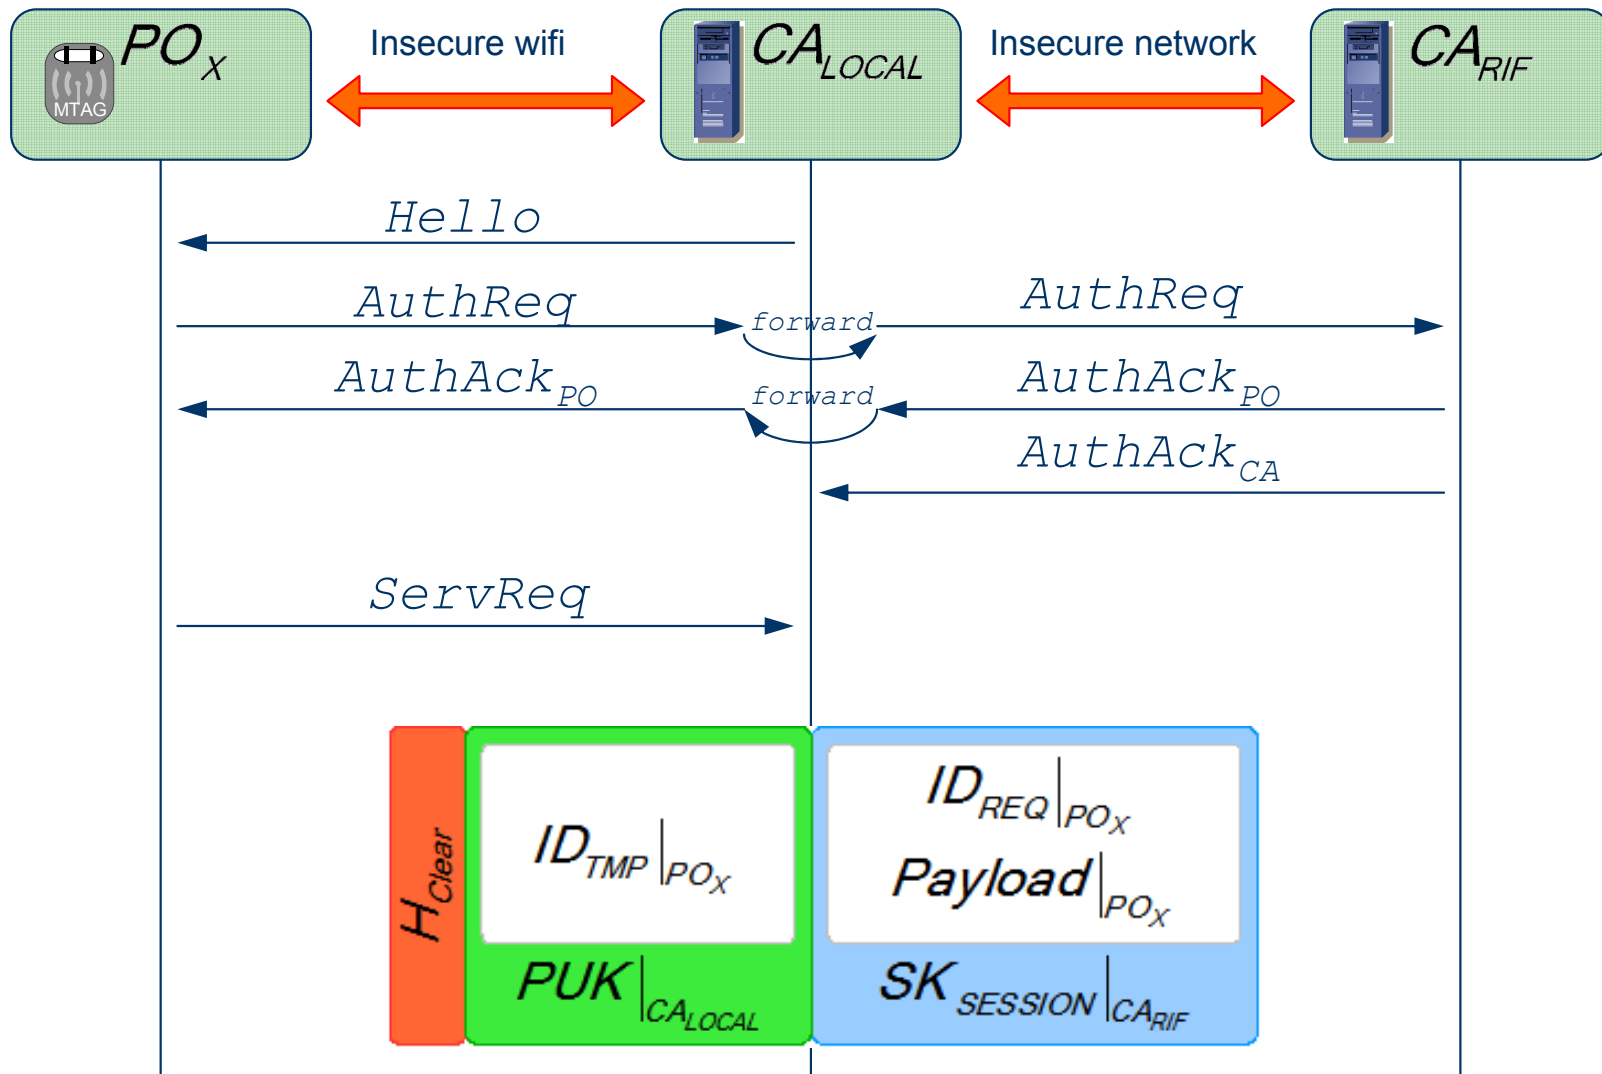 PO_X
MTAG
Insecure wifi
CA_LOCAL
Insecure network
CA_RIF
Hello
AuthReq
forward
AuthReq
AuthAck_PO
forward
AuthAck_PO
AuthAck_CA
ServReq
H_Clear
ID_TMP|PO_X
PUK|CA_LOCAL
ID_REQ|PO_X
Payload|PO_X
SK_SESSION|CA_RIF